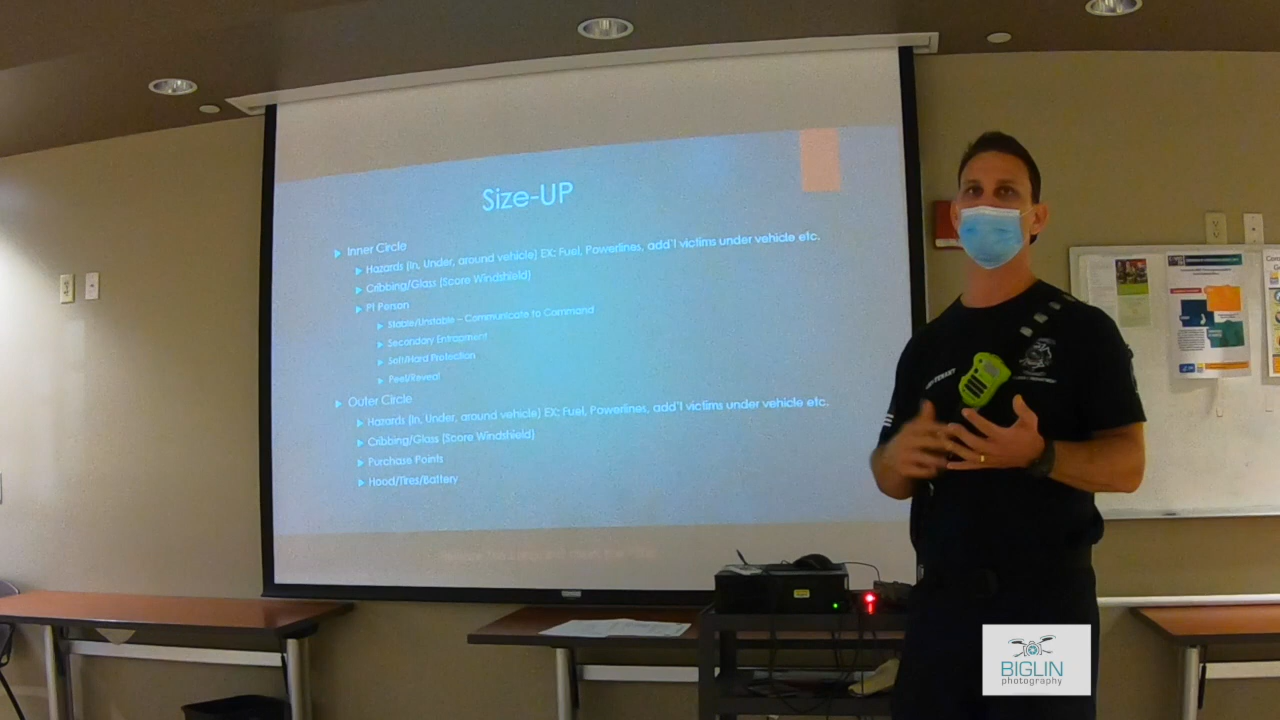 Size-UP
Inner Circle
Hazards (In, Under, around vehicle) EX: Fuel, Powerlines, add'l victims under vehicle etc.
Cribbing/Glass (Score Windshield)
Pt Person
Stable/Unstable – Communicate to Command
Secondary Entrapment
Soft/Hard Protection
Peel/Reveal
Outer Circle
Hazards (In, Under, around vehicle) EX: Fuel, Powerlines, add'l victims under vehicle etc.
Cribbing/Glass (Score Windshield)
Purchase Points
Hood/Tires/Battery
BIGLIN
photography